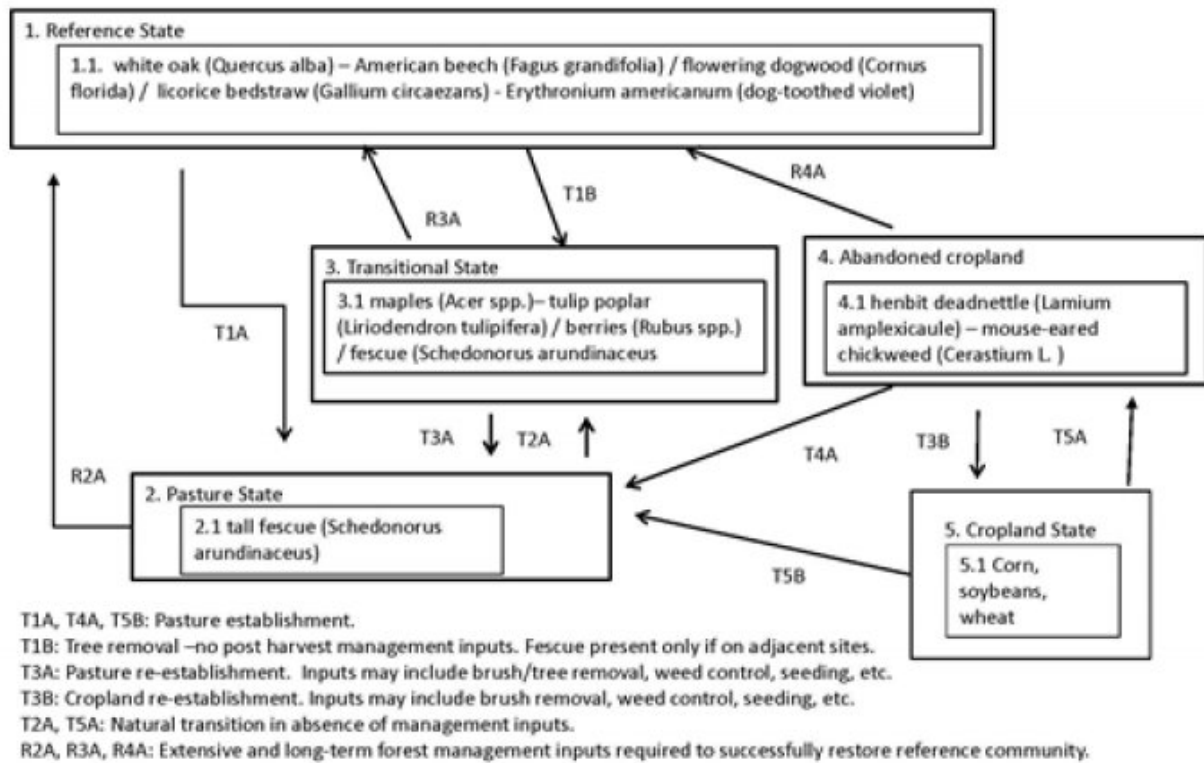 1. Reference State
1.1. white oak (Quercus alba) – American beech (Fagus grandifolia) / flowering dogwood (Cornus
florida) / licorice bedstraw (Gallium circaezans) - Erythronium americanum (dog-toothed violet)
R4A
T1B
R3A
3. Transitional State
3.1 maples (Acer spp.)– tulip poplar
(Liriodendron tulipifera) / berries (Rubus spp.)
/ fescue (Schedonorus arundinaceus
4. Abandoned cropland
4.1 henbit deadnettle (Lamium
amplexicaule) – mouse-eared
chickweed (Cerastium L. )
T1A
T3A
T2A
T4A
T3B
T5A
R2A
2. Pasture State
2.1 tall fescue (Schedonorus
arundinaceus)
T5B
5. Cropland State
5.1 Corn,
soybeans,
wheat
T1A, T4A, T5B: Pasture establishment.
T1B: Tree removal –no post harvest management inputs. Fescue present only if on adjacent sites.
T3A: Pasture re-establishment. Inputs may include brush/tree removal, weed control, seeding, etc.
T3B: Cropland re-establishment. Inputs may include brush removal, weed control, seeding, etc.
T2A, T5A: Natural transition in absence of management inputs.
R2A, R3A, R4A: Extensive and long-term forest management inputs required to successfully restore reference community.